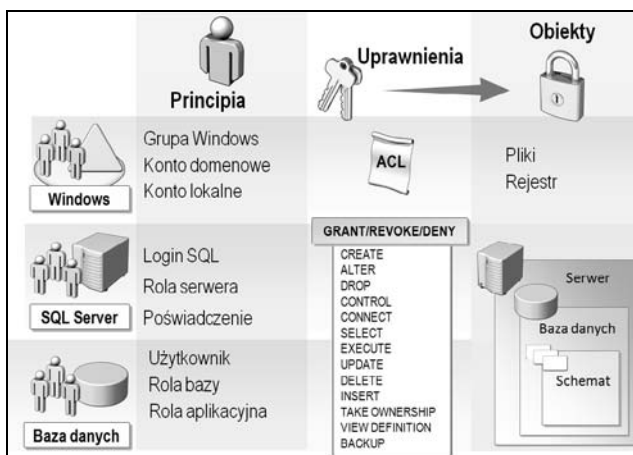 Principia
Uprawnienia
Obiekty
Windows
Grupa Windows
Konto domenowe
Konto lokalne
ACL
Pliki
Rejestr
SQL Server
Login SQL
Rola serwera
Poświadczenie
GRANT/REVOKE/DENY
CREATE
ALTER
DROP
CONTROL
CONNECT
SELECT
EXECUTE
UPDATE
DELETE
INSERT
TAKE OWNERSHIP
VIEW DEFINITION
BACKUP
Serwer
Baza danych
Schemat
Baza danych
Użytkownik
Rola bazy
Rola aplikacyjna